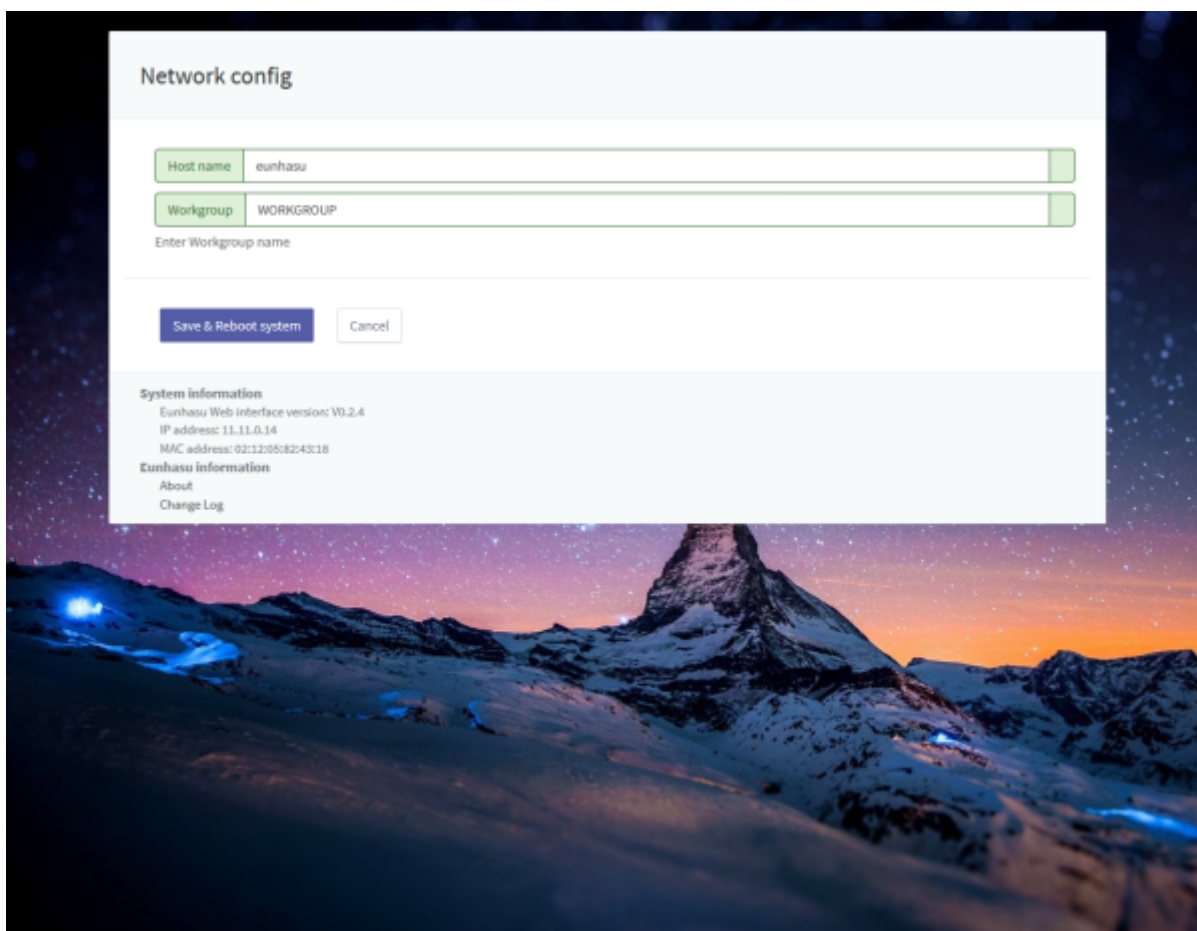 Network config
Host name eunhasu
Workgroup WORKGROUP
Enter Workgroup name
Save & Reboot system Cancel
System information
Eunhasu Web interface version: V0.2.4
IP address: 11.11.0.14
MAC address: 02:12:05:82:43:18
Eunhasu information
About
Change Log